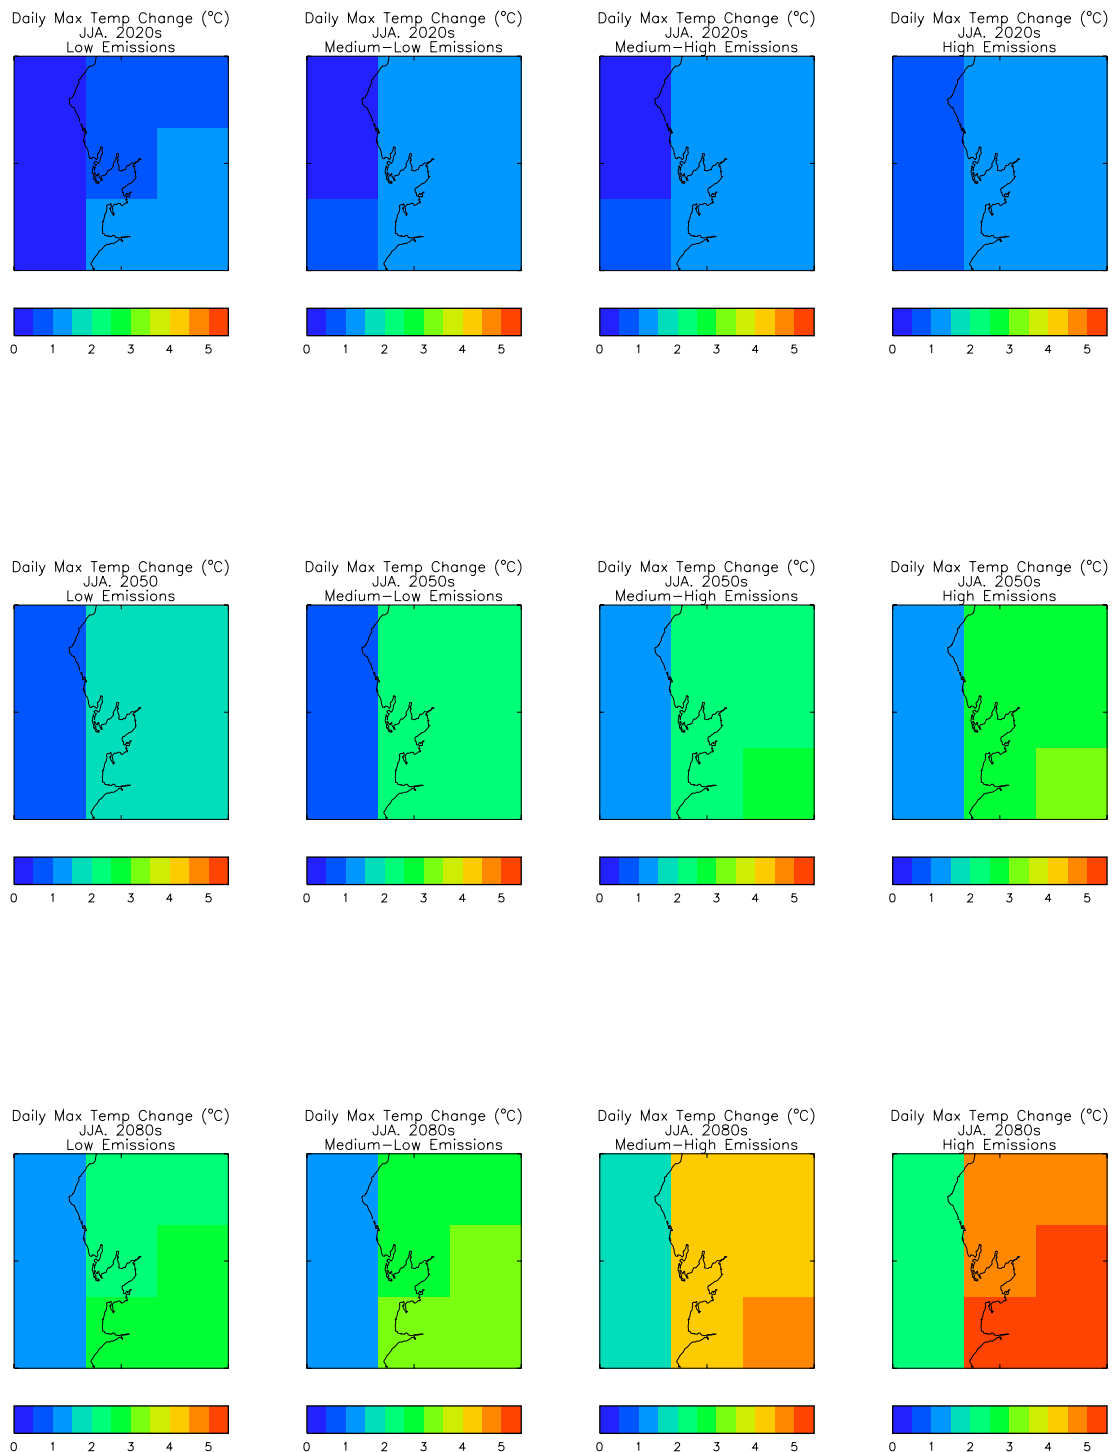 Daily Max Temp Change (°C)
JJA. 2020s
Low Emissions
0 1 2 3 4 5
Daily Max Temp Change (°C)
JJA. 2020s
Medium-Low Emissions
0 1 2 3 4 5
Daily Max Temp Change (°C)
JJA. 2020s
Medium-High Emissions
0 1 2 3 4 5
Daily Max Temp Change (°C)
JJA. 2020s
High Emissions
0 1 2 3 4 5
Daily Max Temp Change (°C)
JJA. 2050
Low Emissions
0 1 2 3 4 5
Daily Max Temp Change (°C)
JJA. 2050s
Medium-Low Emissions
0 1 2 3 4 5
Daily Max Temp Change (°C)
JJA. 2050s
Medium-High Emissions
0 1 2 3 4 5
Daily Max Temp Change (°C)
JJA. 2050s
High Emissions
0 1 2 3 4 5
Daily Max Temp Change (°C)
JJA. 2080s
Low Emissions
0 1 2 3 4 5
Daily Max Temp Change (°C)
JJA. 2080s
Medium-Low Emissions
0 1 2 3 4 5
Daily Max Temp Change (°C)
JJA. 2080s
Medium-High Emissions
0 1 2 3 4 5
Daily Max Temp Change (°C)
JJA. 2080s
High Emissions
0 1 2 3 4 5